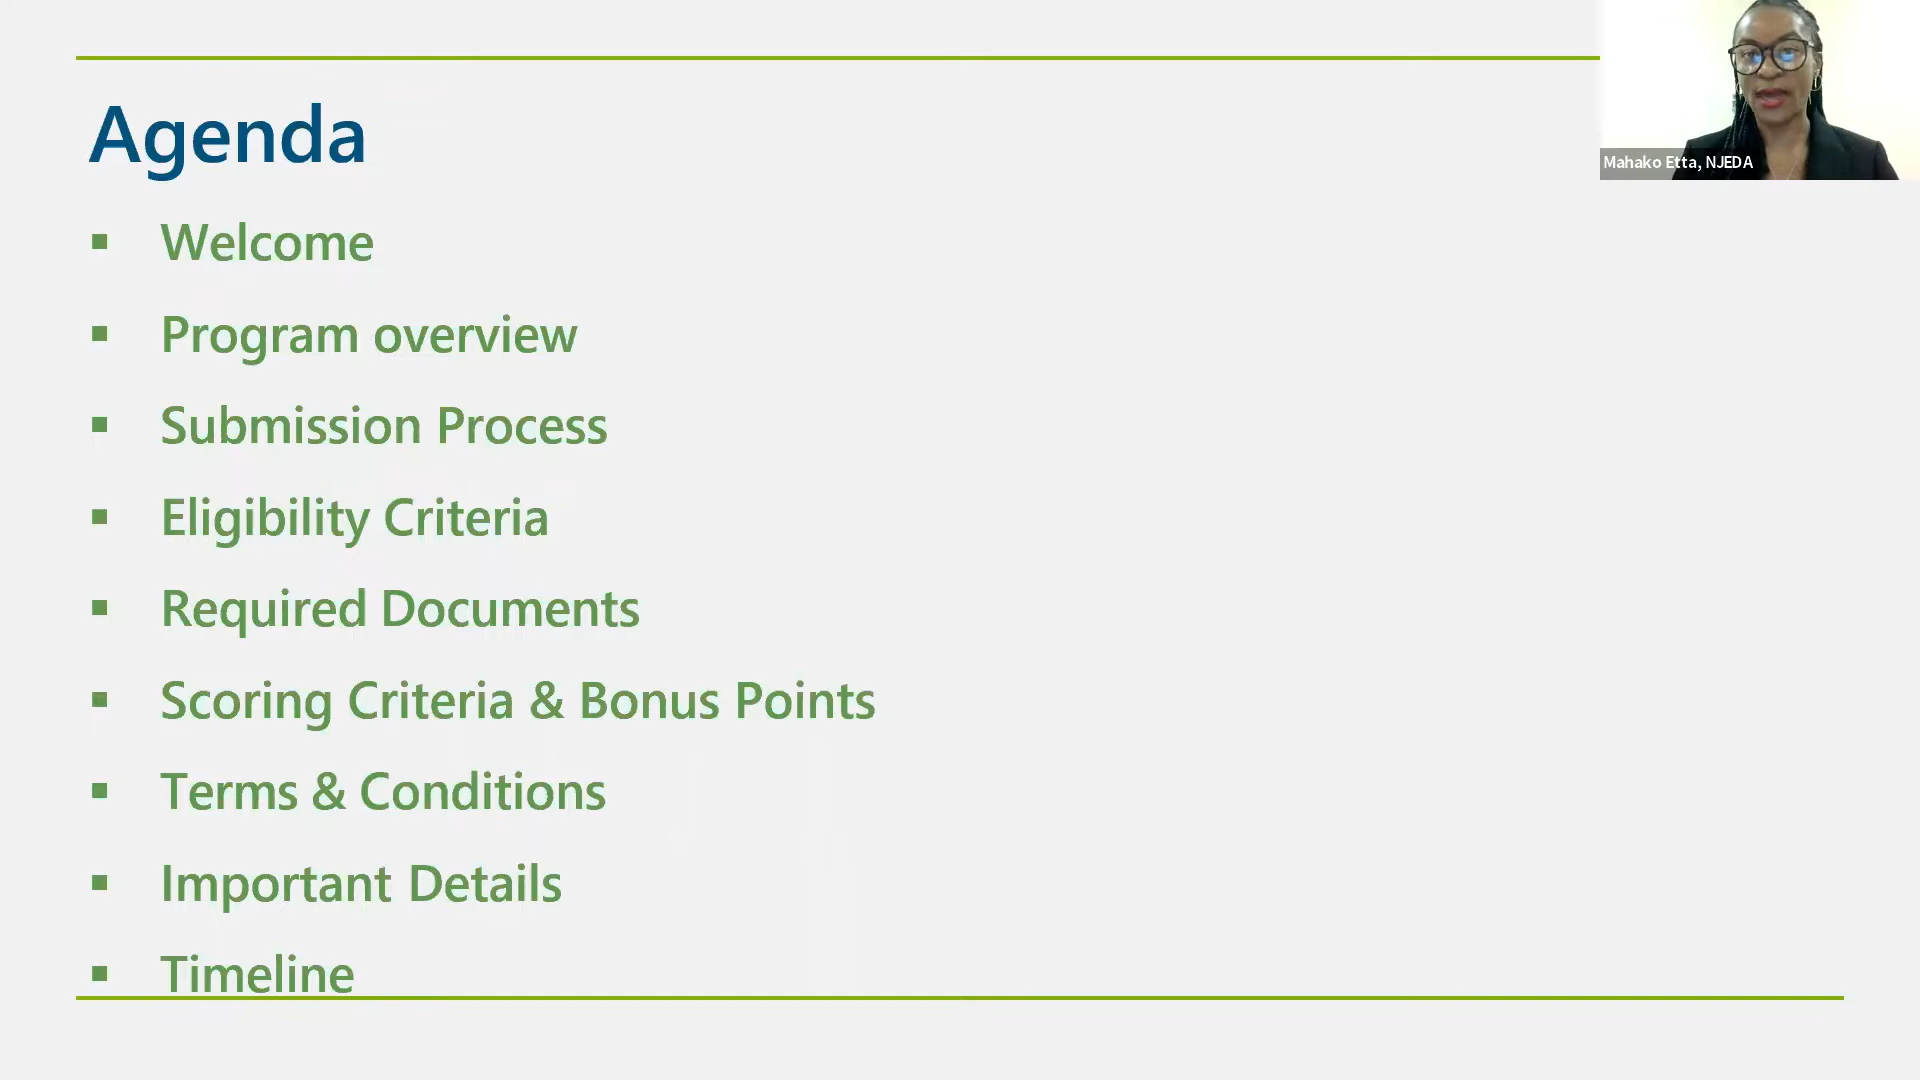 Agenda
▪ Welcome
▪ Program overview
▪ Submission Process
▪ Eligibility Criteria
▪ Required Documents
▪ Scoring Criteria & Bonus Points
▪ Terms & Conditions
▪ Important Details
▪ Timeline
Mahako Etta, NJEDA